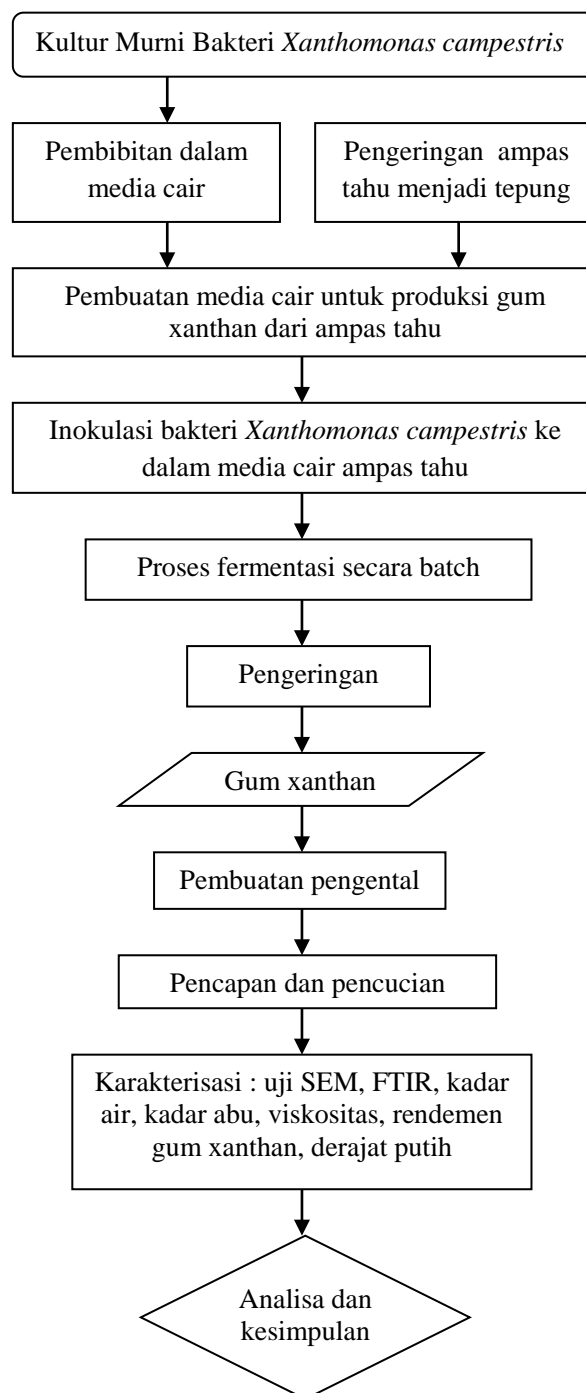 Kultur Murni Bakteri Xanthomonas campestris
Pembibitan dalam
media cair
Pengeringan ampas
tahu menjadi tepung
Pembuatan media cair untuk produksi gum
xanthan dari ampas tahu
Inokulasi bakteri Xanthomonas campestris ke
dalam media cair ampas tahu
Proses fermentasi secara batch
Pengeringan
Gum xanthan
Pembuatan pengental
Pencapan dan pencucian
Karakterisasi : uji SEM, FTIR, kadar
air, kadar abu, viskositas, rendemen
gum xanthan, derajat putih
Analisa dan
kesimpulan